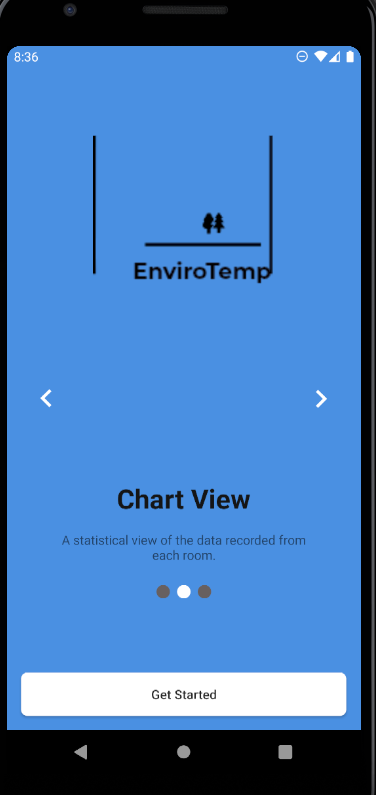 8:36
EnviroTemp
Chart View
A statistical view of the data recorded from
each room.
Get Started